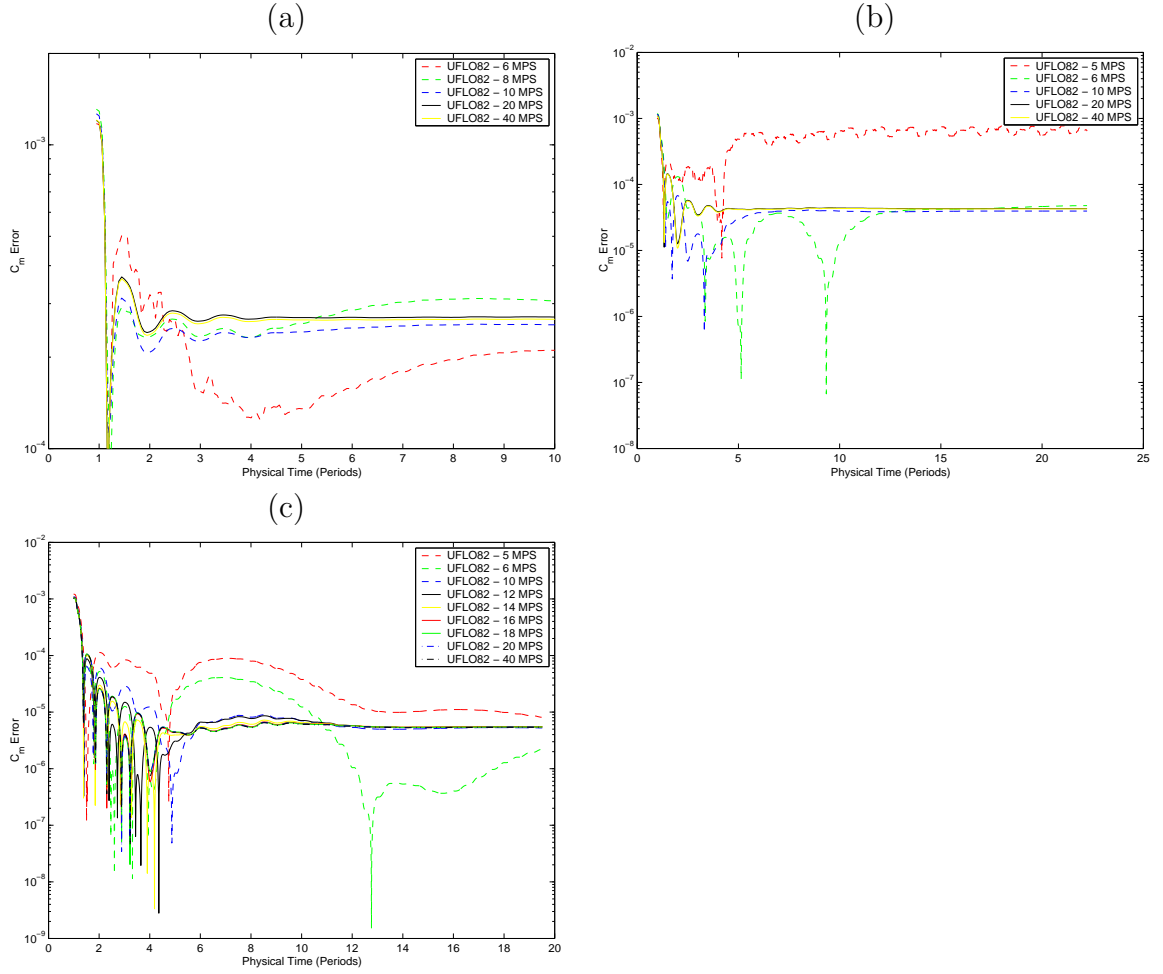 (a)
10^-3
10^-4
C_m Error
0 1 2 3 4 5 6 7 8 9 10
Physical Time (Periods)
UFLO82 – 6 MPS
UFLO82 – 8 MPS
UFLO82 – 10 MPS
UFLO82 – 20 MPS
UFLO82 – 40 MPS
(b)
10^-2
10^-3
10^-4
10^-5
10^-6
10^-7
10^-8
C_m Error
0 5 10 15 20 25
Physical Time (Periods)
UFLO82 – 5 MPS
UFLO82 – 6 MPS
UFLO82 – 10 MPS
UFLO82 – 20 MPS
UFLO82 – 40 MPS
(c)
10^-2
10^-3
10^-4
10^-5
10^-6
10^-7
10^-8
10^-9
C_m Error
0 2 4 6 8 10 12 14 16 18 20
Physical Time (Periods)
UFLO82 – 5 MPS
UFLO82 – 6 MPS
UFLO82 – 10 MPS
UFLO82 – 12 MPS
UFLO82 – 14 MPS
UFLO82 – 16 MPS
UFLO82 – 18 MPS
UFLO82 – 20 MPS
UFLO82 – 40 MPS